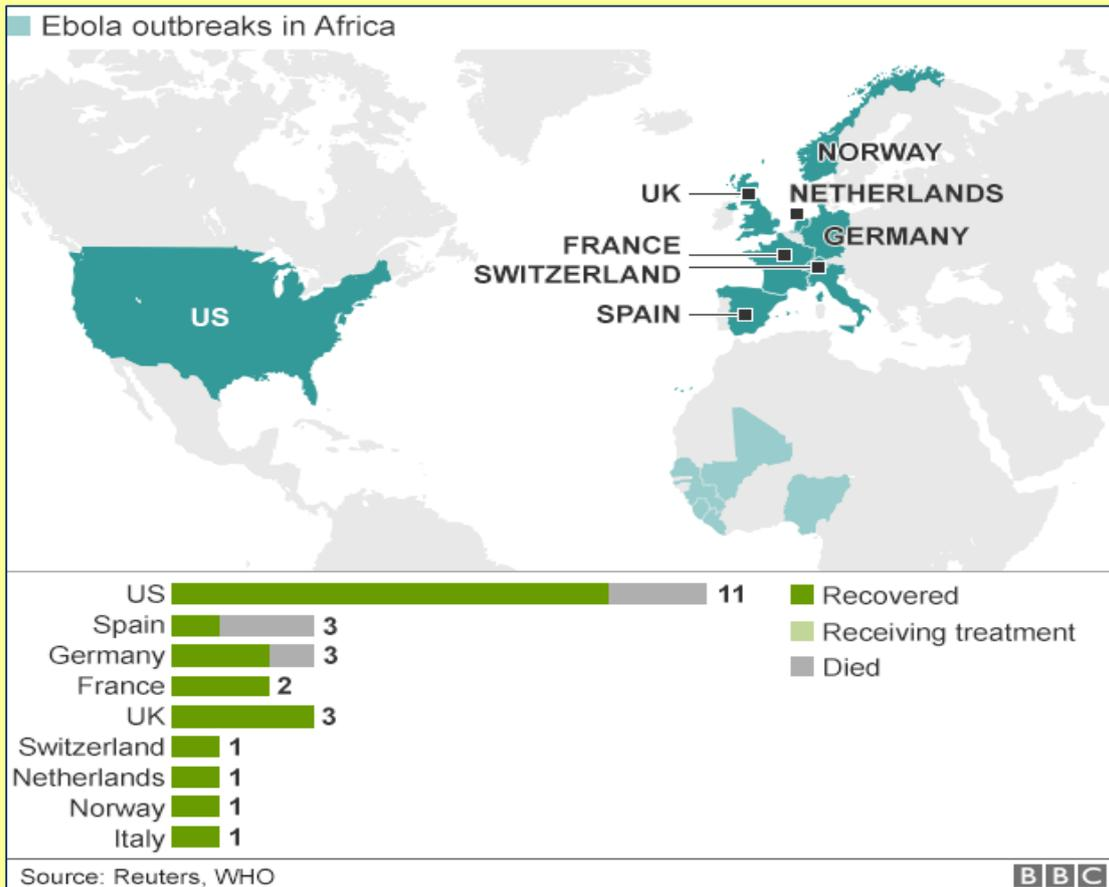 Ebola outbreaks in Africa
NORWAY
UK
NETHERLANDS
GERMANY
FRANCE
SWITZERLAND
SPAIN
US
US 11
Spain 3
Germany 3
France 2
UK 3
Switzerland 1
Netherlands 1
Norway 1
Italy 1
Recovered
Receiving treatment
Died
Source: Reuters, WHO
BBC